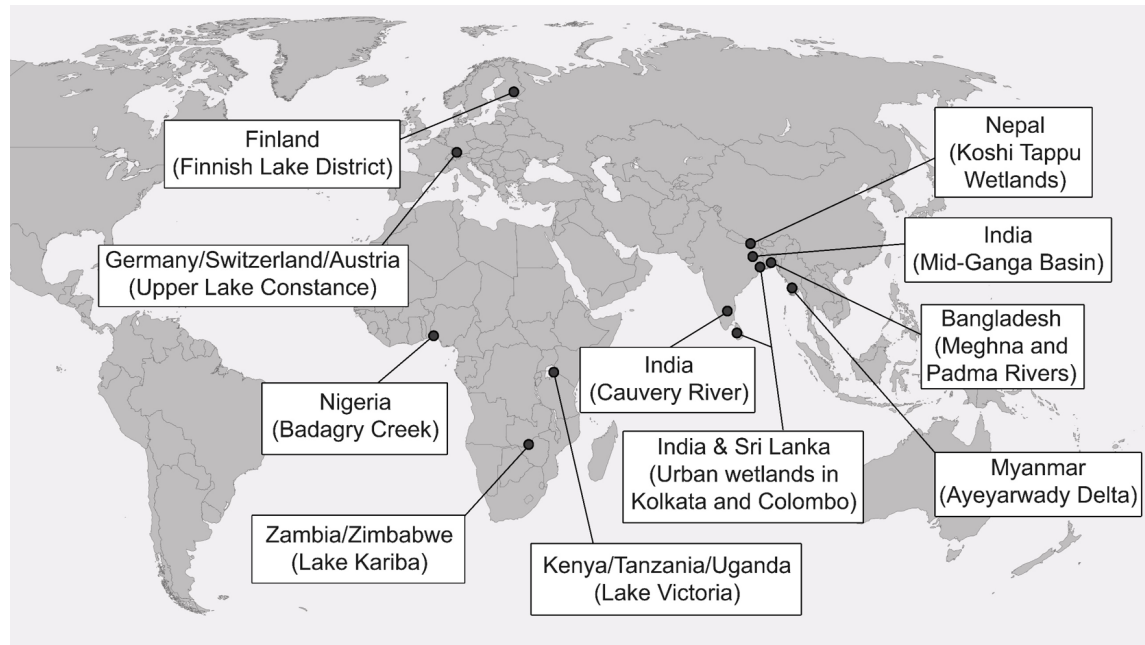 Finland
(Finnish Lake District)
Germany/Switzerland/Austria
(Upper Lake Constance)
Nigeria
(Badagry Creek)
Zambia/Zimbabwe
(Lake Kariba)
Kenya/Tanzania/Uganda
(Lake Victoria)
India
(Cauvery River)
India & Sri Lanka
(Urban wetlands in
Kolkata and Colombo)
Nepal
(Koshi Tappu
Wetlands)
India
(Mid-Ganga Basin)
Bangladesh
(Meghna and
Padma Rivers)
Myanmar
(Ayeyarwady Delta)